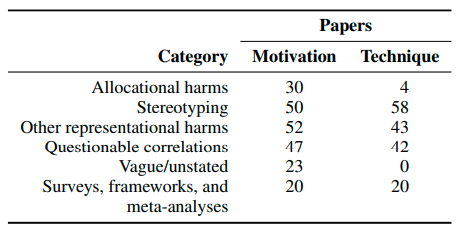 Papers
Category Motivation Technique
Allocational harms 30 4
Stereotyping 50 58
Other representational harms 52 43
Questionable correlations 47 42
Vague/unstated 23 0
Surveys, frameworks, and 20 20
meta-analyses